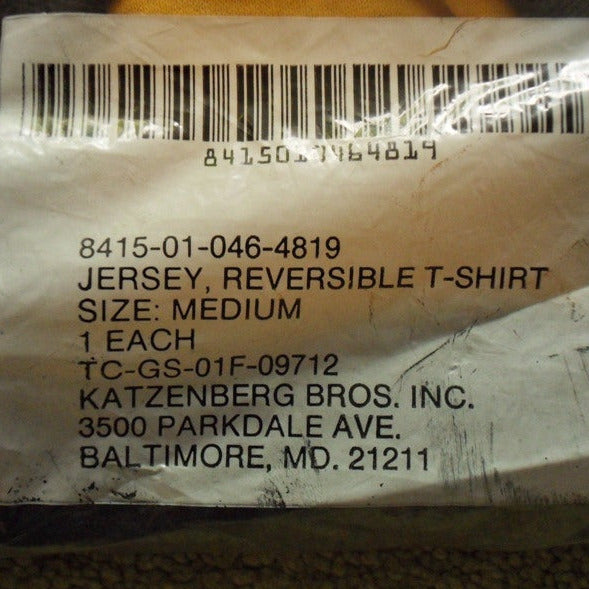 8415010464819
8415-01-046-4819
JERSEY, REVERSIBLE T-SHIRT
SIZE: MEDIUM
1 EACH
TC-GS-01F-09712
KATZENBERG BROS. INC.
3500 PARKDALE AVE.
BALTIMORE, MD. 21211